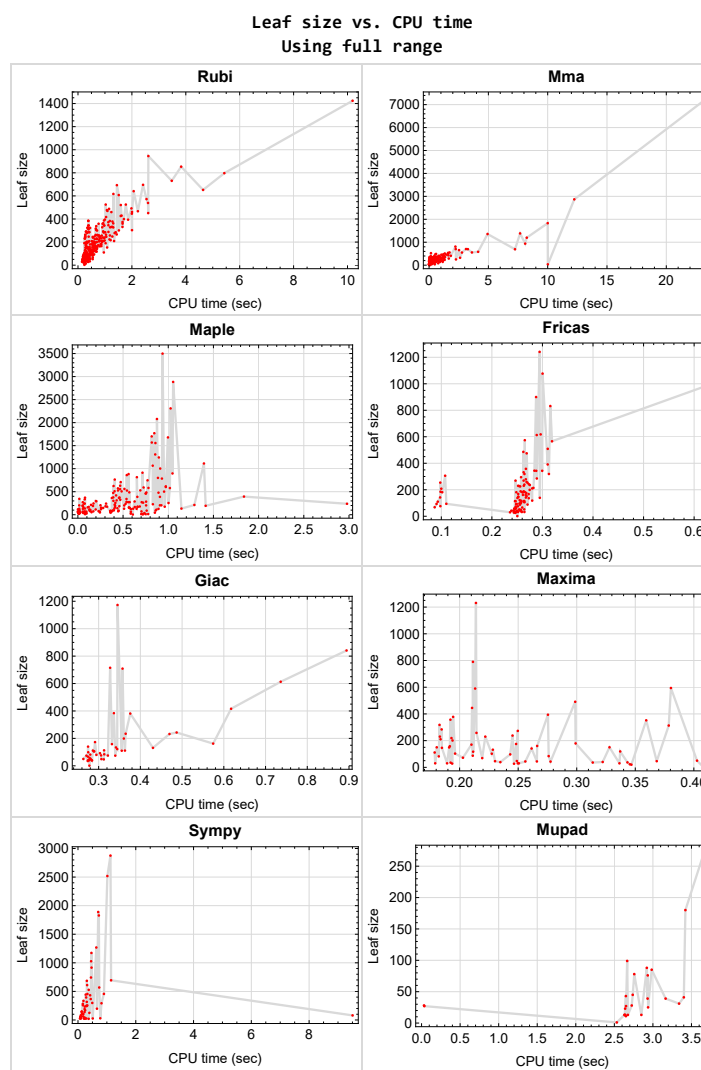 Leaf size vs. CPU time
Using full range
Rubi
1400
1200
1000
800
600
400
200
0
Leaf size
0 2 4 6 8 10
CPU time (sec)
Mma
7000
6000
5000
4000
3000
2000
1000
0
Leaf size
0 5 10 15 20
CPU time (sec)
Maple
3500
3000
2500
2000
1500
1000
500
0
Leaf size
0.0 0.5 1.0 1.5 2.0 2.5 3.0
CPU time (sec)
Fricas
1200
1000
800
600
400
200
0
Leaf size
0.1 0.2 0.3 0.4 0.5 0.6
CPU time (sec)
Giac
1200
1000
800
600
400
200
0
Leaf size
0.3 0.4 0.5 0.6 0.7 0.8 0.9
CPU time (sec)
Maxima
1200
1000
800
600
400
200
0
Leaf size
0.20 0.25 0.30 0.35 0.40
CPU time (sec)
Sympy
3000
2500
2000
1500
1000
500
0
Leaf size
0 2 4 6 8
CPU time (sec)
Mupad
250
200
150
100
50
0
Leaf size
0.0 0.5 1.0 1.5 2.0 2.5 3.0 3.5
CPU time (sec)